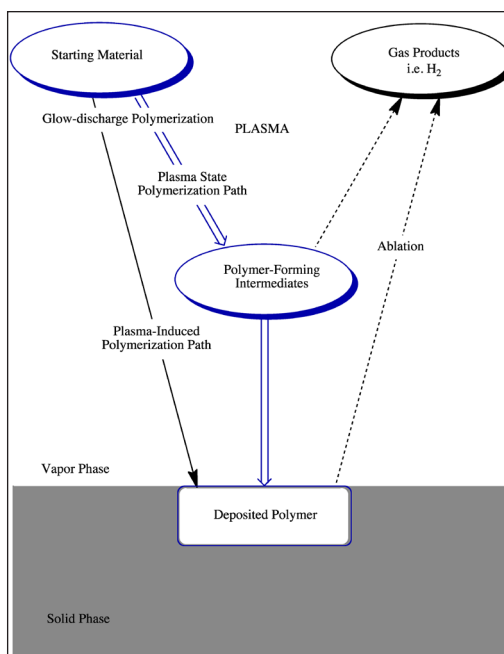 Starting Material
Gas Products
i.e. H2
Glow-discharge Polymerization
PLASMA
Plasma State
Polymerization Path
Ablation
Polymer-Forming
Intermediates
Plasma-Induced
Polymerization Path
Vapor Phase
Deposited Polymer
Solid Phase